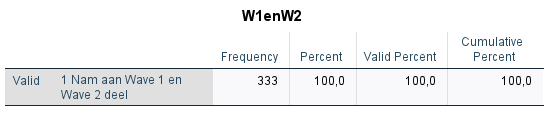 W1enW2
Cumulative
Frequency Percent Valid Percent Percent
Valid 1 Nam aan Wave 1 en 333 100,0 100,0 100,0
Wave 2 deel